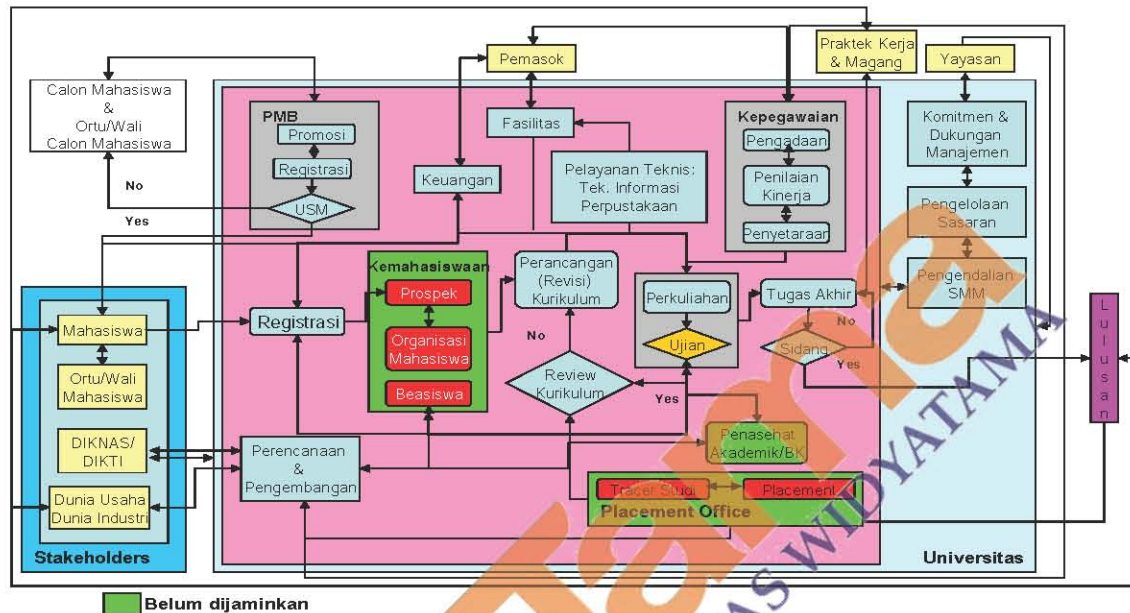 Calon Mahasiswa
&
Ortu/Wali
Calon Mahasiswa
No
Yes
PMB
Promosi
Registrasi
USM
Pemasok
Fasilitas
Keuangan
Pelayanan Teknis:
Tek. Informasi
Perpustakaan
Kepegawaian
Pengadaan
Penilaian
Kinerja
Penyetaraan
Praktek Kerja
& Magang
Yayasan
Komitmen &
Dukungan
Manajemen
Pengelolaan
Sasaran
Pengendalian
SMM
Mahasiswa
Ortu/Wali
Mahasiswa
DIKNAS/
DIKTI
Dunia Usaha
Dunia Industri
Stakeholders
Registrasi
Kemahasiswaan
Prospek
Organisasi
Mahasiswa
Beasiswa
Perancangan
(Revisi)
Kurikulum
No
Review
Kurikulum
Yes
Perkuliahan
Ujian
Tugas Akhir
No
Sidang
Yes
Perencanaan
&
Pengembangan
Penasehat
Akademik/BK
Tracer Studi
Placement
Placement Office
Universitas
Lulusan
Belum dijaminkan
Tama
AS WIDYATAMA